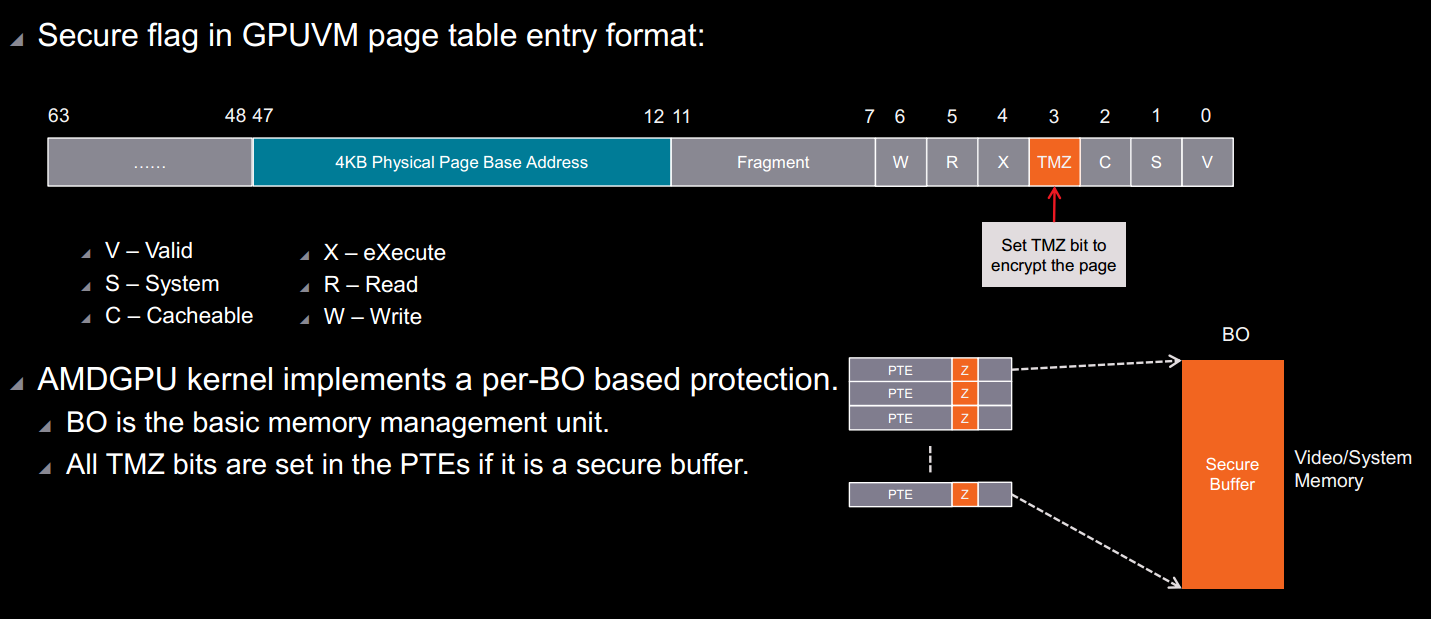 Secure flag in GPUVM page table entry format:
63 48 47 12 11 7 6 5 4 3 2 1 0
...... 4KB Physical Page Base Address Fragment W R X TMZ C S V
Set TMZ bit to
encrypt the page
V – Valid
S – System
C – Cacheable
X – eXecute
R – Read
W – Write
AMDGPU kernel implements a per-BO based protection.
BO is the basic memory management unit.
All TMZ bits are set in the PTEs if it is a secure buffer.
PTE Z
PTE Z
PTE Z
PTE Z
BO
Secure
Buffer
Video/System
Memory